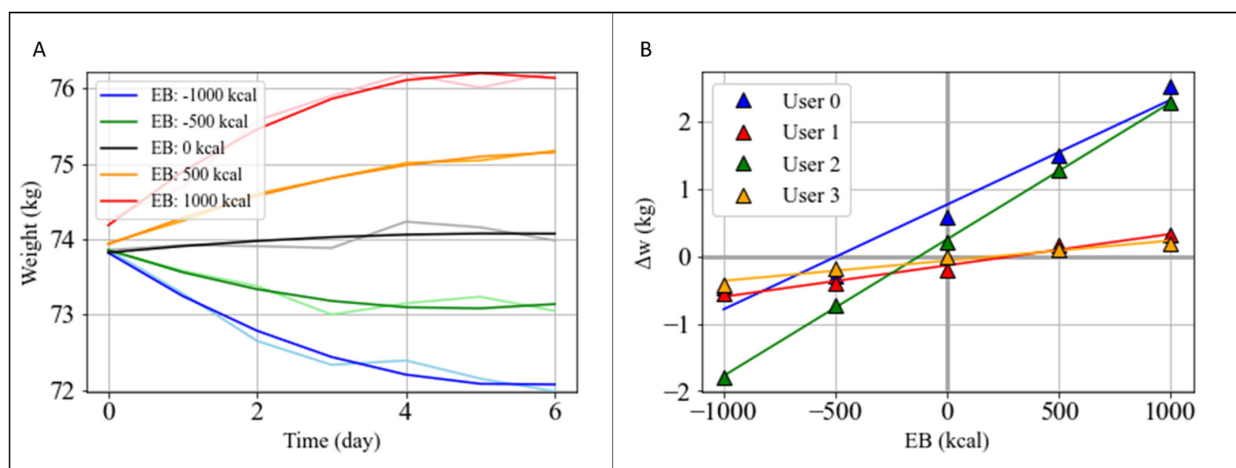 A
Weight (kg)
76
75
74
73
72
EB: -1000 kcal
EB: -500 kcal
EB: 0 kcal
EB: 500 kcal
EB: 1000 kcal
0 2 4 6
Time (day)
B
Δw (kg)
2
1
0
−1
−2
User 0
User 1
User 2
User 3
−1000 −500 0 500 1000
EB (kcal)